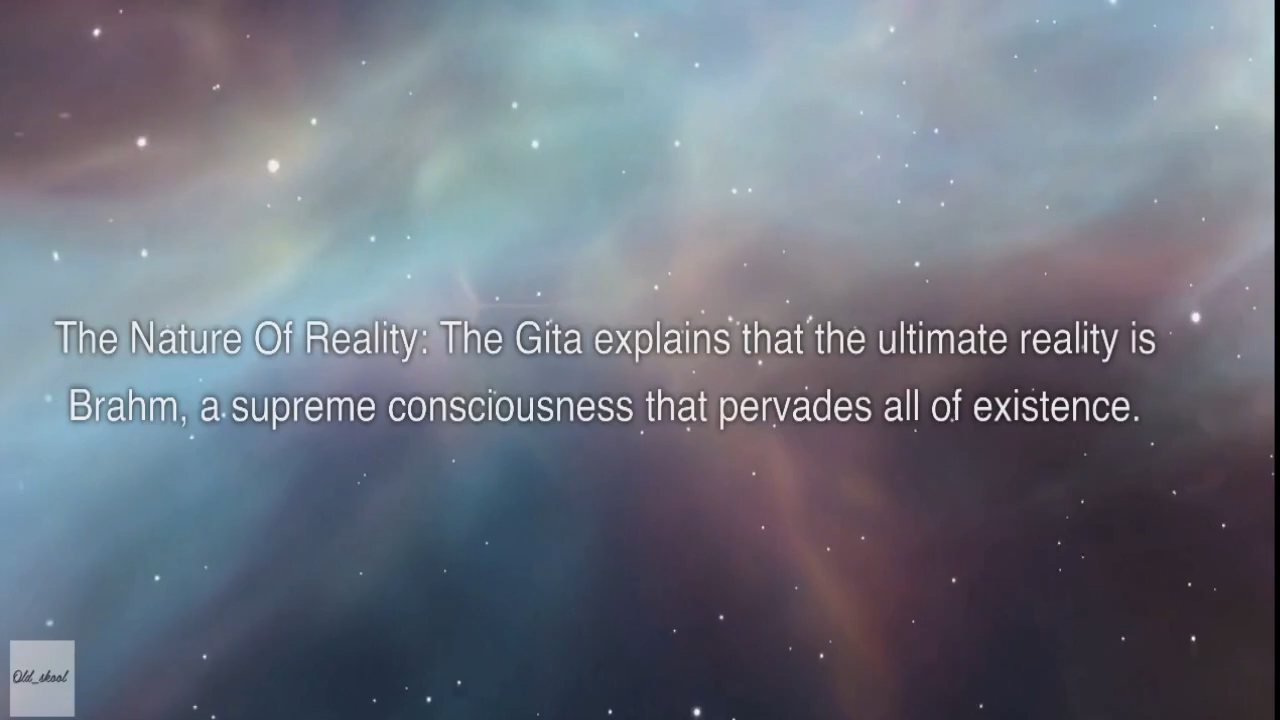 The Nature Of Reality: The Gita explains that the ultimate reality is
Brahm, a supreme consciousness that pervades all of existence.
Old_skool